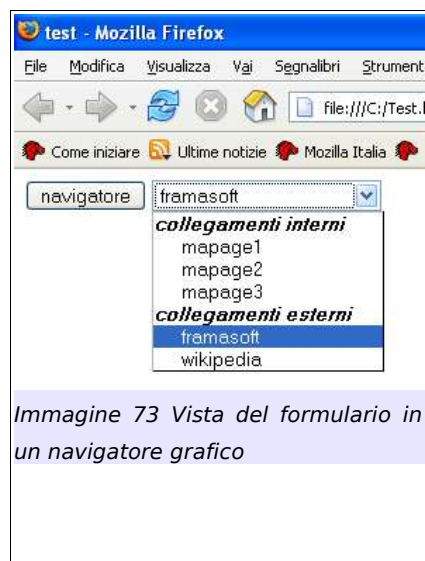 test - Mozilla Firefox
File Modifica Visualizza Vai Segnalibri Strument
file:///C:/Test.
Come iniziare Ultime notizie Mozilla Italia
navigatore framasoft
collegamenti interni
mapage1
mapage2
mapage3
collegamenti esterni
framasoft
wikipedia
Immagine 73 Vista del formulario in
un navigatore grafico